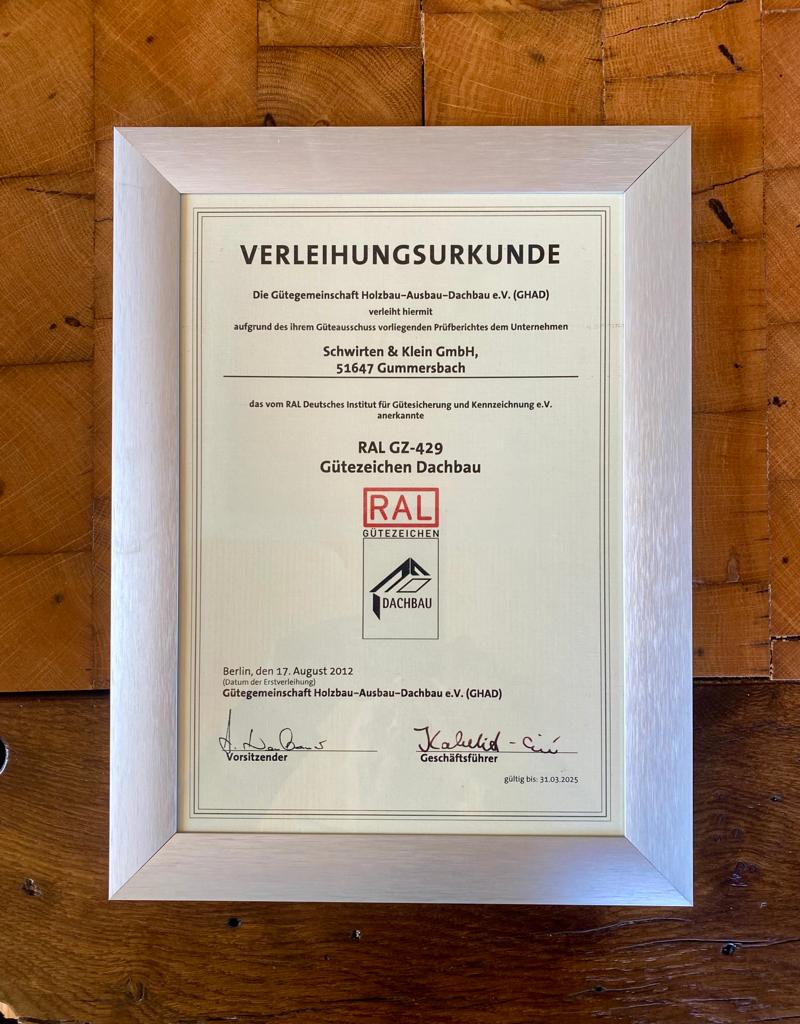 VERLEIHUNGSURKUNDE
Die Gütegemeinschaft Holzbau-Ausbau-Dachbau e.V. (GHAD)
verleiht hiermit
aufgrund des ihrem Güteausschuss vorliegenden Prüfberichtes dem Unternehmen
Schwirten & Klein GmbH,
51647 Gummersbach
das vom RAL Deutsches Institut für Gütesicherung und Kennzeichnung e.V.
anerkannte
RAL GZ-429
Gütezeichen Dachbau
RAL
GÜTEZEICHEN
DACHBAU
Berlin, den 17. August 2012
(Datum der Erstverleihung)
Gütegemeinschaft Holzbau-Ausbau-Dachbau e.V. (GHAD)
Vorsitzender
Geschäftsführer
gültig bis: 31.03.2025